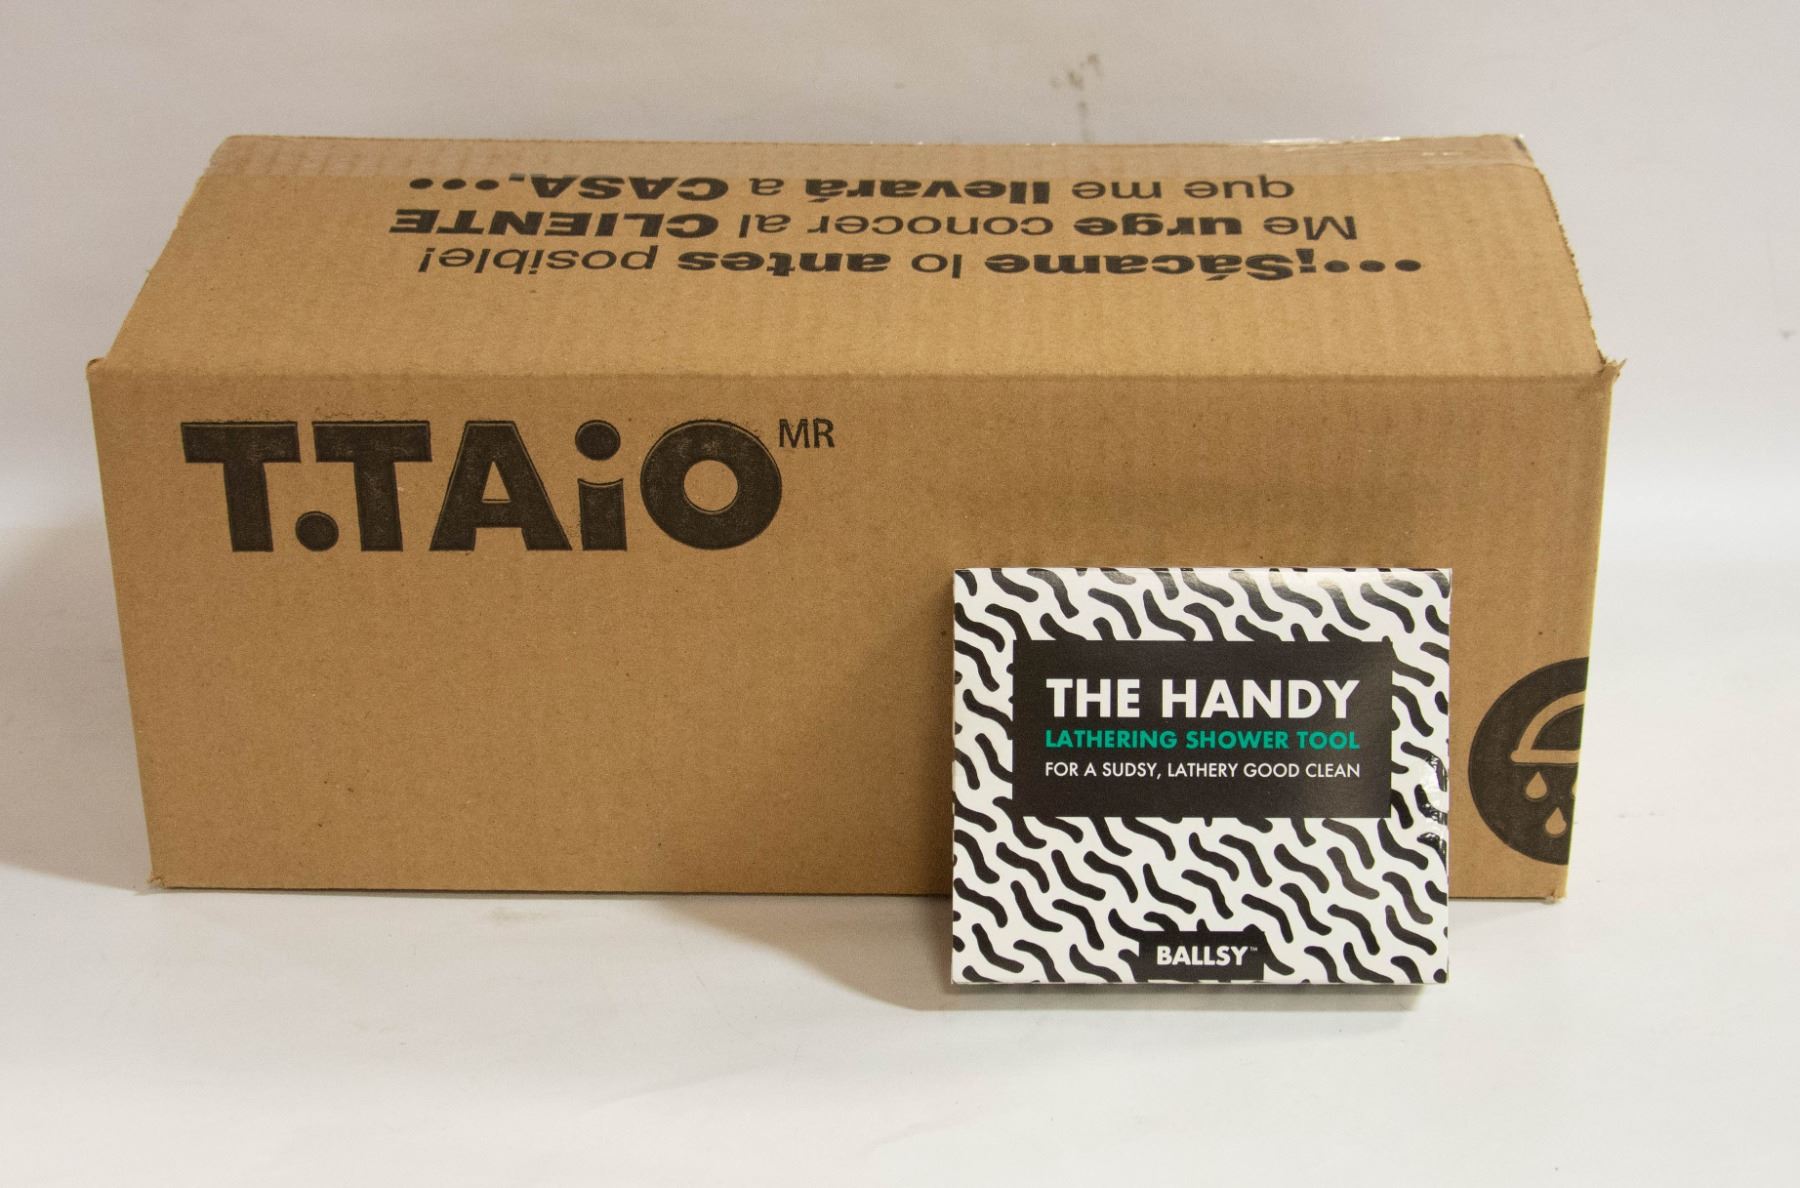 ...¡Sácame lo antes posible!
Me urge conocer al CLIENTE
que me llevará a CASA,...
T.TAiO MR
THE HANDY
LATHERING SHOWER TOOL
FOR A SUDSY, LATHERY GOOD CLEAN
BALLSY™